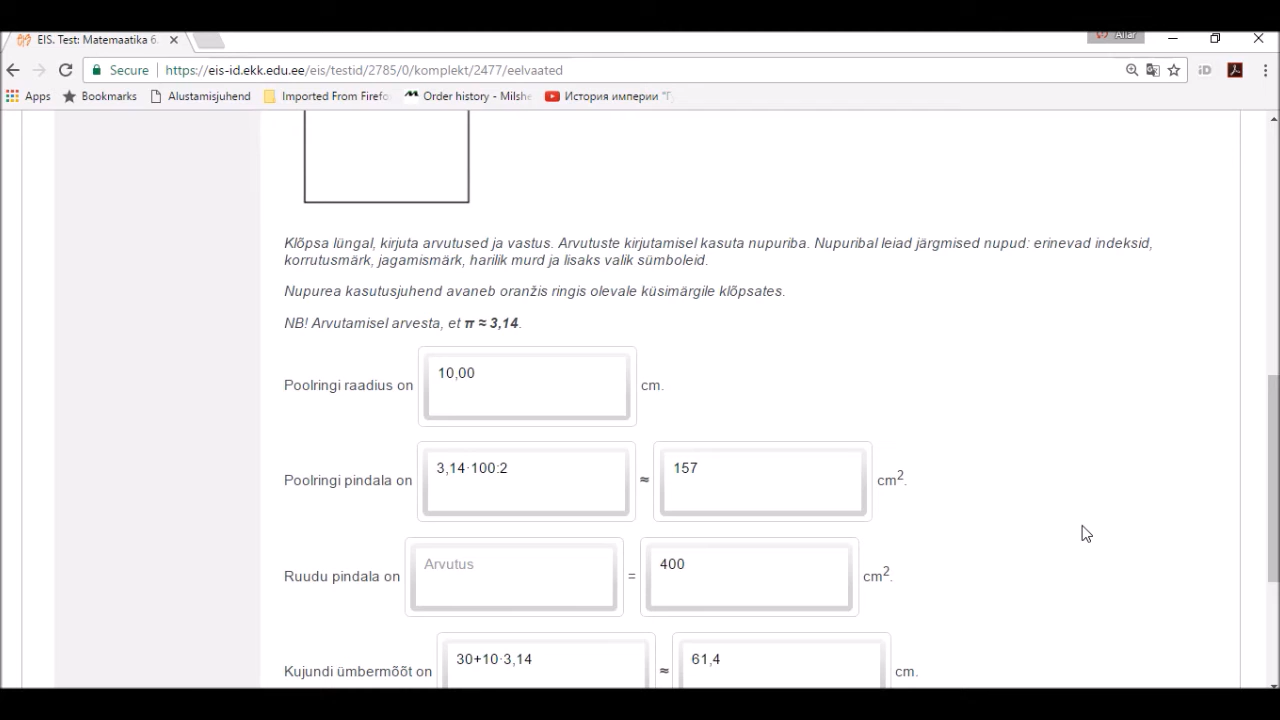 EIS. Test: Matemaatika 6.
Allar
Secure
https://eis-id.ekk.edu.ee/eis/testid/2785/0/komplekt/2477/eelvaated
iD
Apps
Bookmarks
Alustamisjuhend
Imported From Firefo
Order history - Milshe
История империи "Г
Klõpsa lüngal, kirjuta arvutused ja vastus. Arvutuste kirjutamisel kasuta nupuriba. Nupuribal leiad järgmised nupud: erinevad indeksid,
korrutusmärk, jagamismärk, harilik murd ja lisaks valik sümboleid.
Nupurea kasutusjuhend avaneb oranžis ringis olevale küsimärgile klõpsates.
NB! Arvutamisel arvesta, et π ≈ 3,14.
Poolringi raadius on 10,00 cm.
Poolringi pindala on 3,14·100:2 ≈ 157 cm².
Ruudu pindala on Arvutus = 400 cm².
Kujundi ümbermõõt on 30+10·3,14 ≈ 61,4 cm.